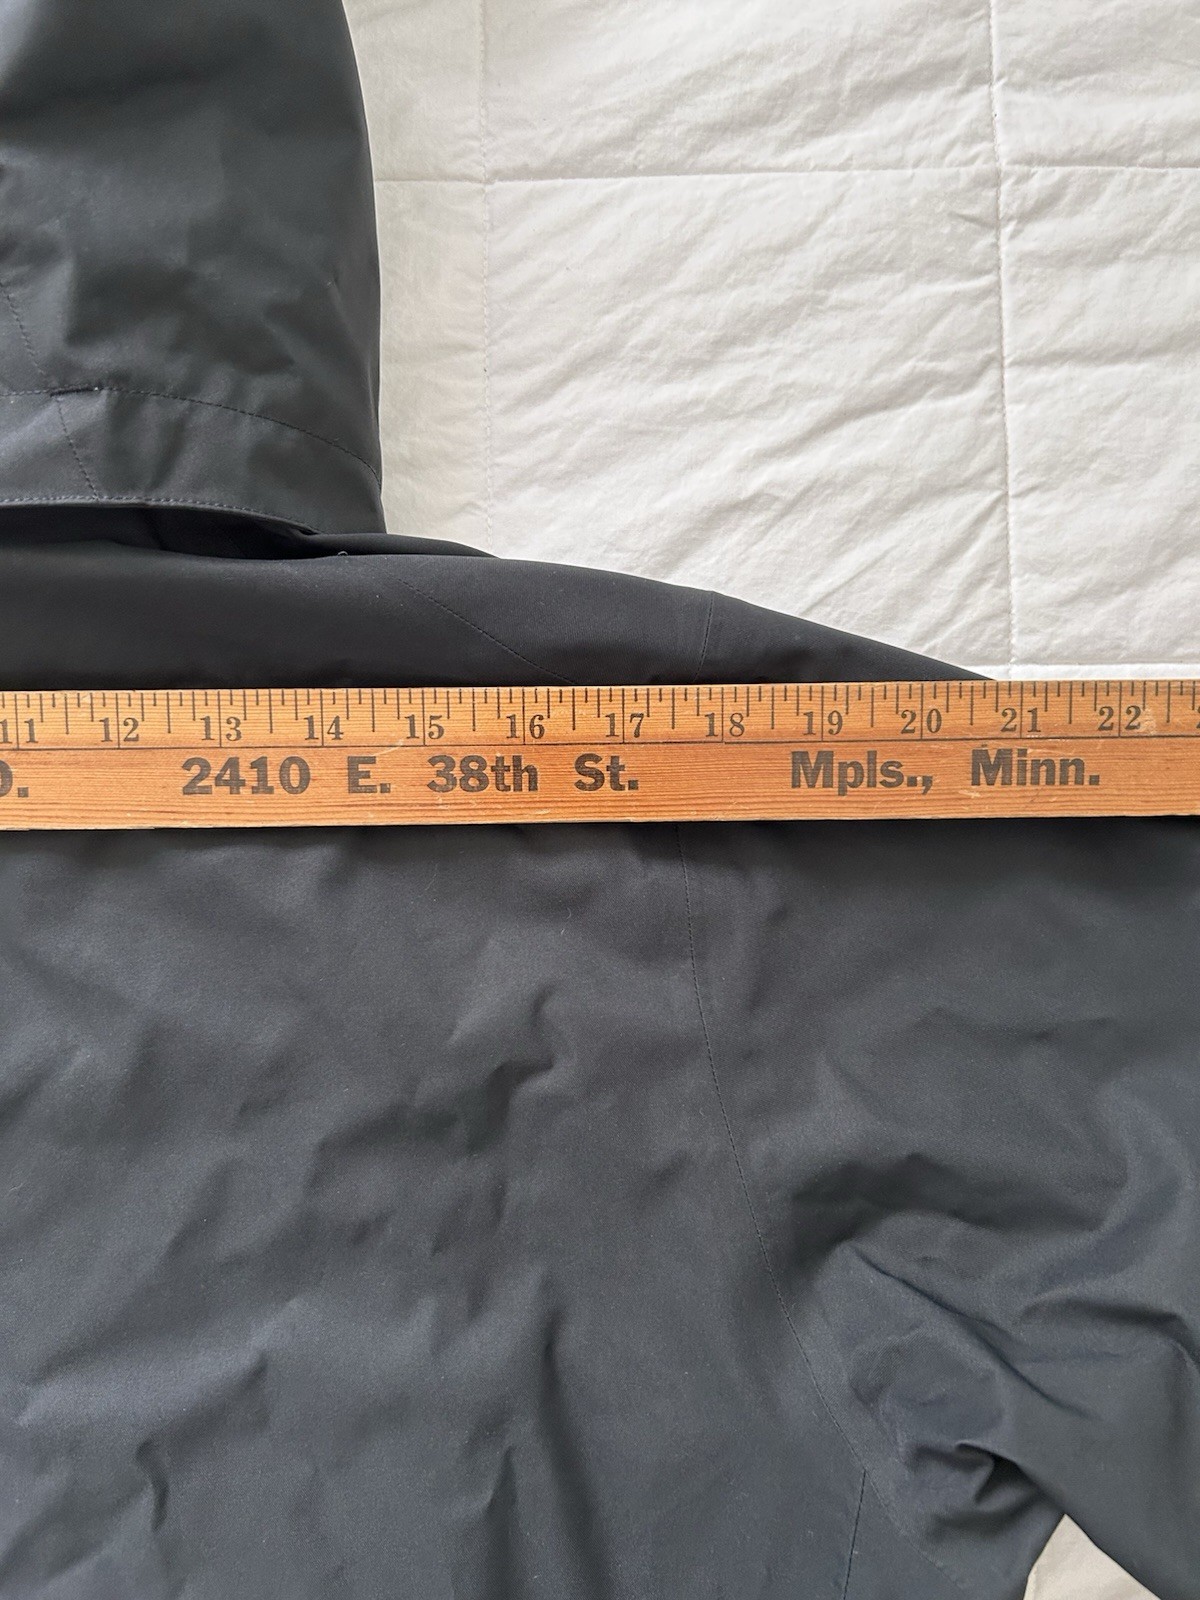 11 12 13 14 15 16 17 18 19 20 21 22
2410 E. 38th St. Mpls., Minn.